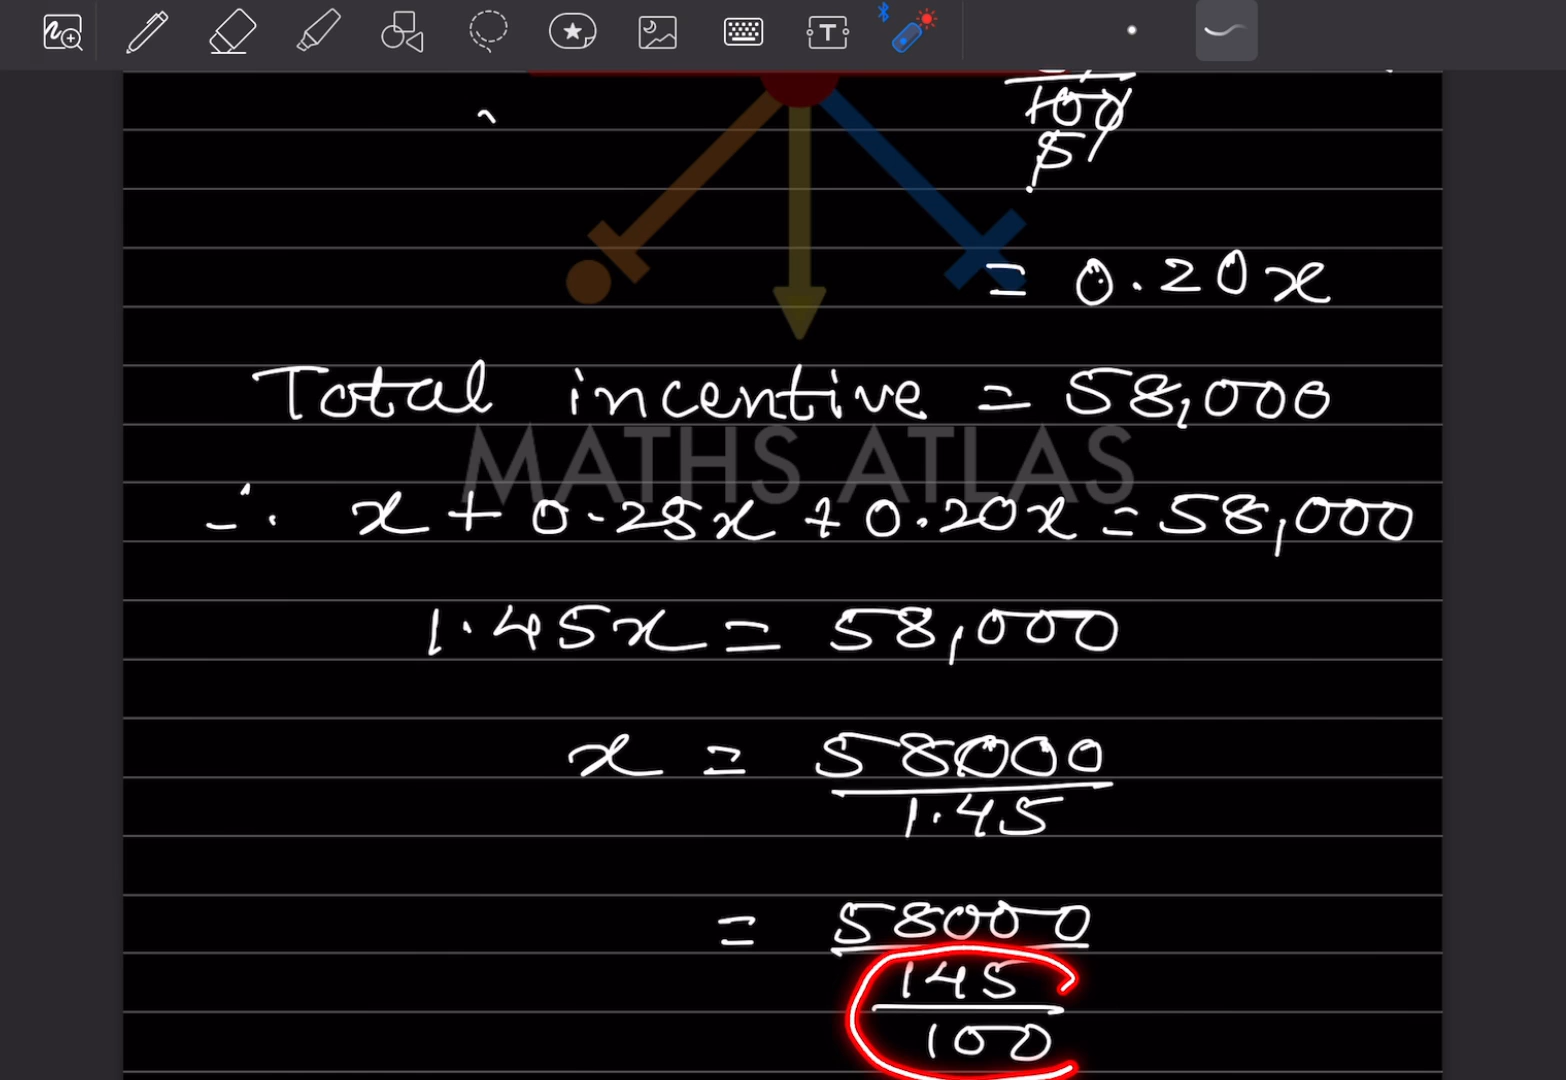 T
100
5
= 0.20x
Total incentive = 58,000
MATHS ATLAS
∴ x + 0.25x + 0.20x = 58,000
1.45x = 58,000
x = 58000
1.45
= 58000
145
100